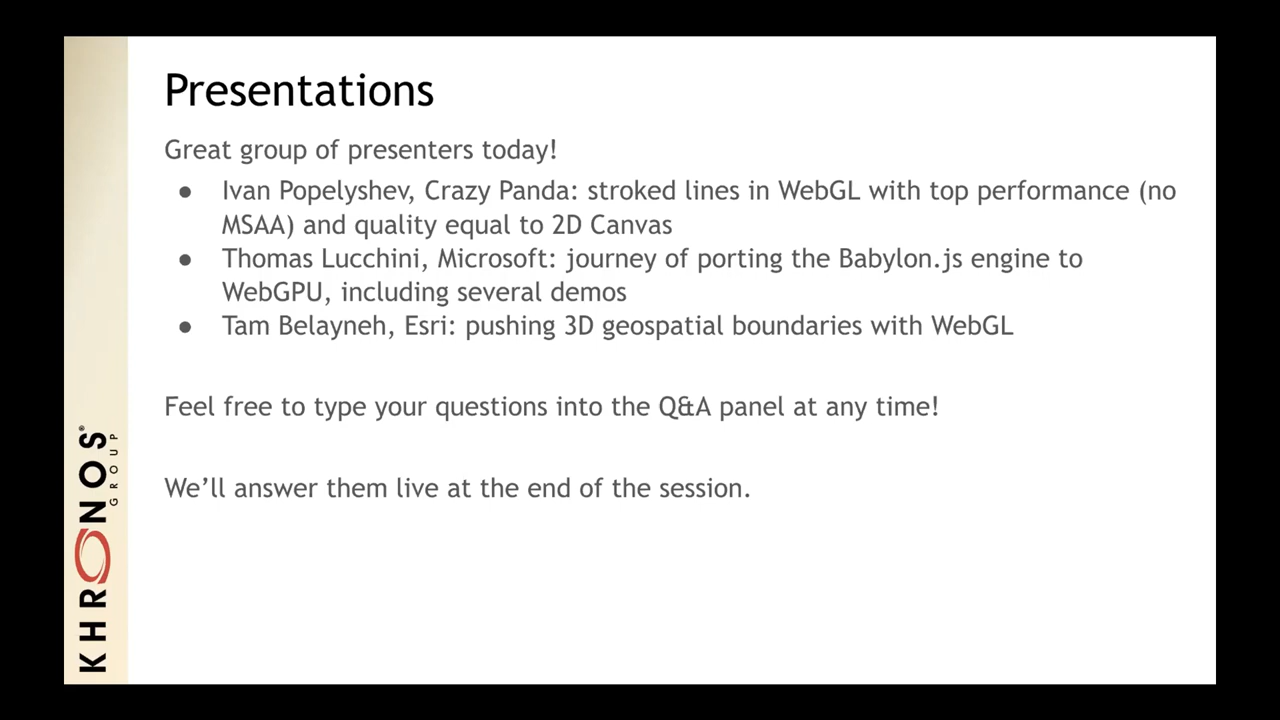 Presentations
Great group of presenters today!
● Ivan Popelyshev, Crazy Panda: stroked lines in WebGL with top performance (no
MSAA) and quality equal to 2D Canvas
● Thomas Lucchini, Microsoft: journey of porting the Babylon.js engine to
WebGPU, including several demos
● Tam Belayneh, Esri: pushing 3D geospatial boundaries with WebGL
Feel free to type your questions into the Q&A panel at any time!
We’ll answer them live at the end of the session.
KHRONOS®
GROUP